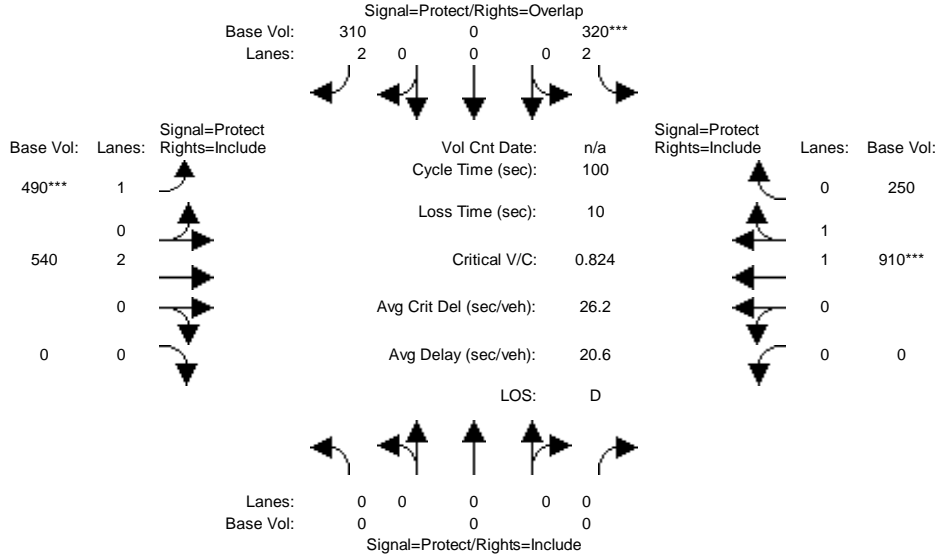 Signal=Protect/Rights=Overlap
Base Vol: 310 0 320***
Lanes: 2 0 0 0 2
Signal=Protect
Rights=Include
Base Vol: Lanes:
Vol Cnt Date: n/a
Signal=Protect
Rights=Include
Lanes: Base Vol:
Cycle Time (sec): 100
490*** 1
0 250
Loss Time (sec): 10
0
1
540 2
Critical V/C: 0.824
1 910***
0
Avg Crit Del (sec/veh): 26.2
0
0 0
Avg Delay (sec/veh): 20.6
0 0
LOS: D
Lanes: 0 0 0 0 0
Base Vol: 0 0 0
Signal=Protect/Rights=Include